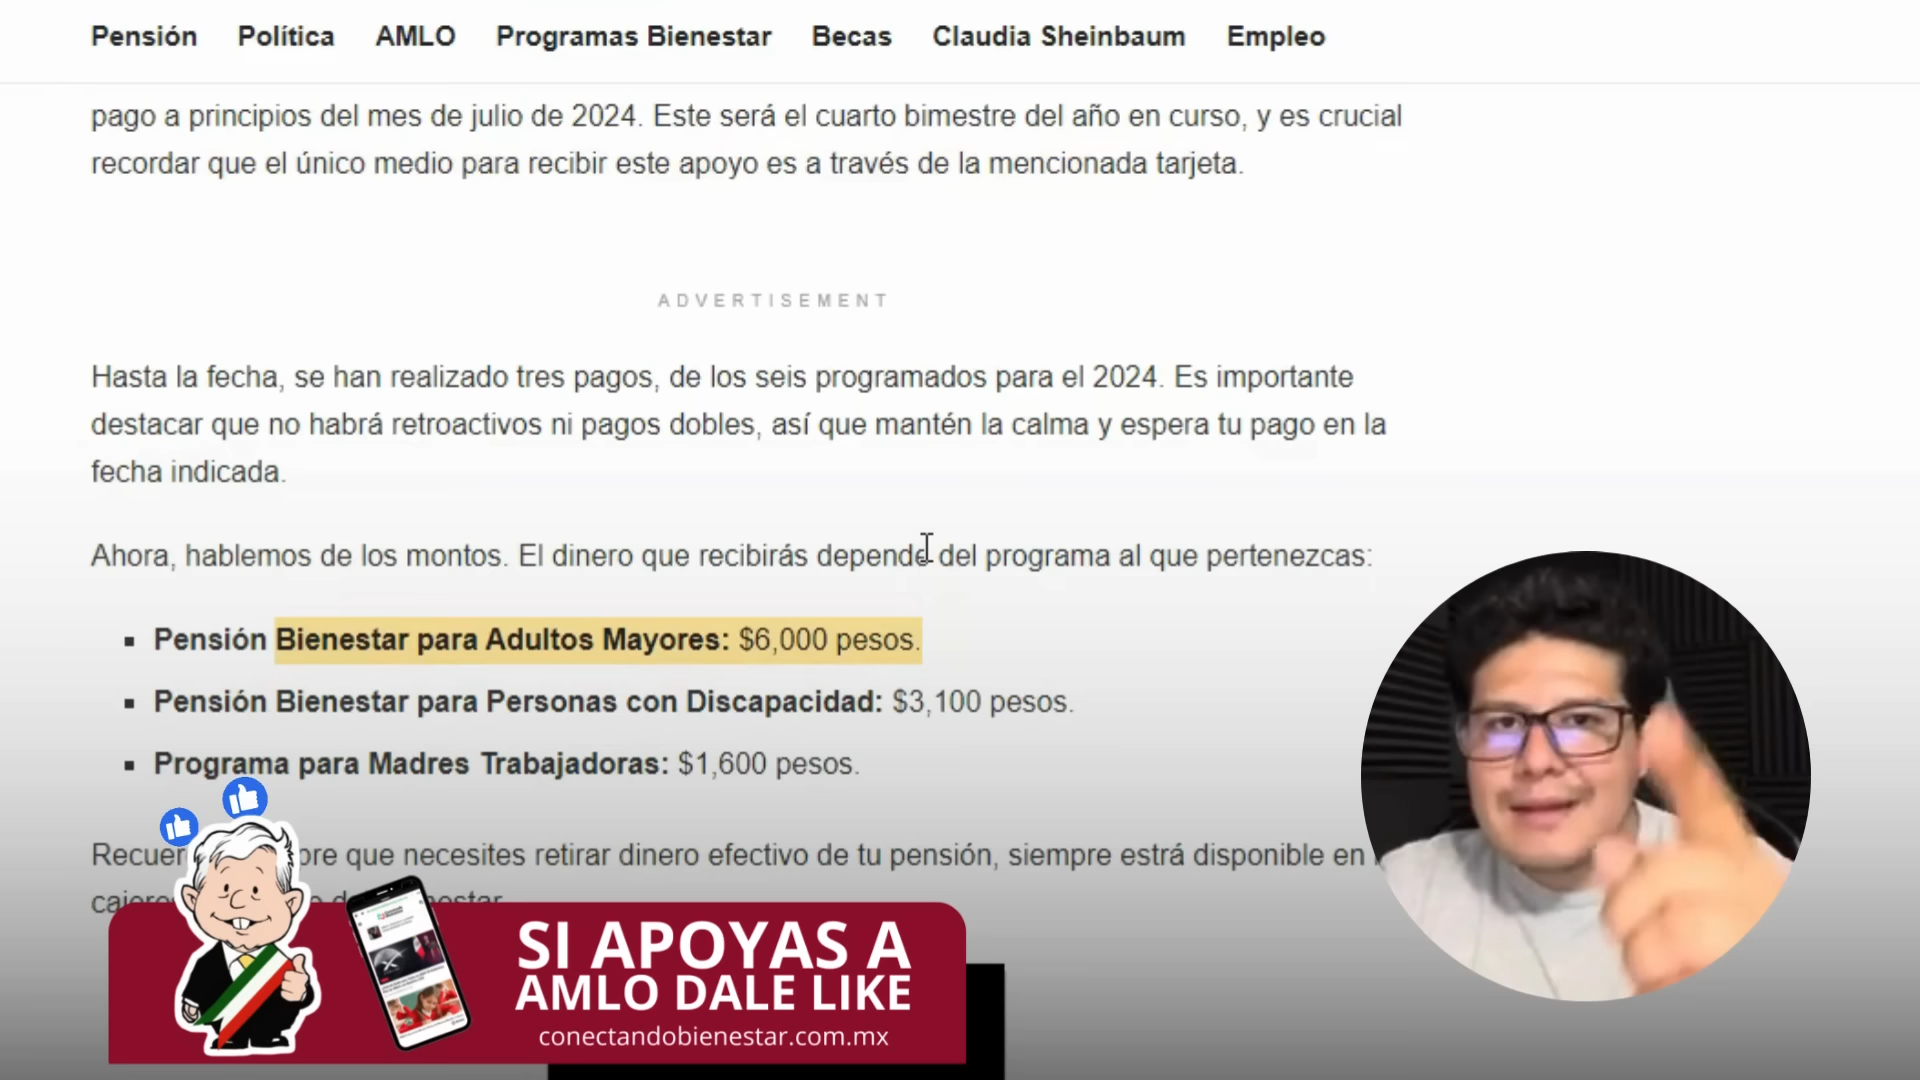 Pensión Política AMLO Programas Bienestar Becas Claudia Sheinbaum Empleo
pago a principios del mes de julio de 2024. Este será el cuarto bimestre del año en curso, y es crucial
recordar que el único medio para recibir este apoyo es a través de la mencionada tarjeta.
ADVERTISEMENT
Hasta la fecha, se han realizado tres pagos, de los seis programados para el 2024. Es importante
destacar que no habrá retroactivos ni pagos dobles, así que mantén la calma y espera tu pago en la
fecha indicada.
Ahora, hablemos de los montos. El dinero que recibirás depende del programa al que pertenezcas:
▪ Pensión Bienestar para Adultos Mayores: $6,000 pesos.
▪ Pensión Bienestar para Personas con Discapacidad: $3,100 pesos.
▪ Programa para Madres Trabajadoras: $1,600 pesos.
que necesites retirar dinero efectivo de tu pensión, siempre estrá disponible en
SI APOYAS A
AMLO DALE LIKE
conectandobienestar.com.mx